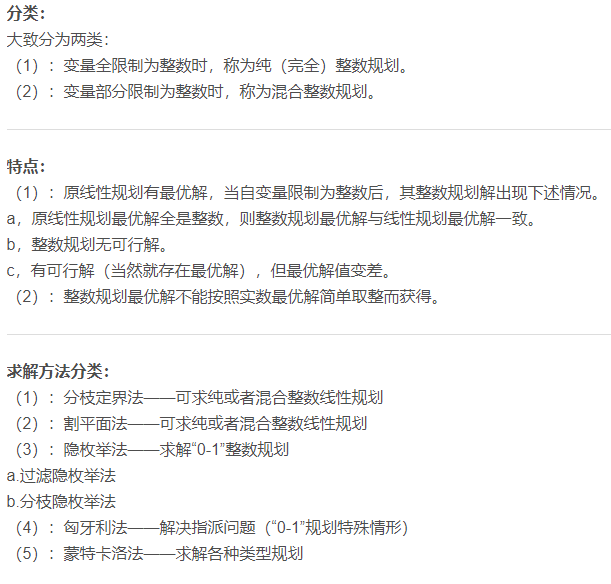 分类：
大致分为两类：
（1）：变量全限制为整数时，称为纯（完全）整数规划。
（2）：变量部分限制为整数时，称为混合整数规划。
特点：
（1）：原线性规划有最优解，当自变量限制为整数后，其整数规划解出现下述情况。
a，原线性规划最优解全是整数，则整数规划最优解与线性规划最优解一致。
b，整数规划无可行解。
c，有可行解（当然就存在最优解），但最优解值变差。
（2）：整数规划最优解不能按照实数最优解简单取整而获得。
求解方法分类：
（1）：分枝定界法——可求纯或者混合整数线性规划
（2）：割平面法——可求纯或者混合整数线性规划
（3）：隐枚举法——求解“0-1”整数规划
a.过滤隐枚举法
b.分枝隐枚举法
（4）：匈牙利法——解决指派问题（“0-1”规划特殊情形）
（5）：蒙特卡洛法——求解各种类型规划